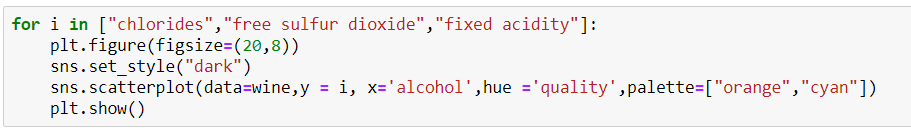 for i in ["chlorides","free sulfur dioxide","fixed acidity"]:
    plt.figure(figsize=(20,8))
    sns.set_style("dark")
    sns.scatterplot(data=wine,y = i, x='alcohol',hue ='quality',palette=["orange","cyan"])
    plt.show()